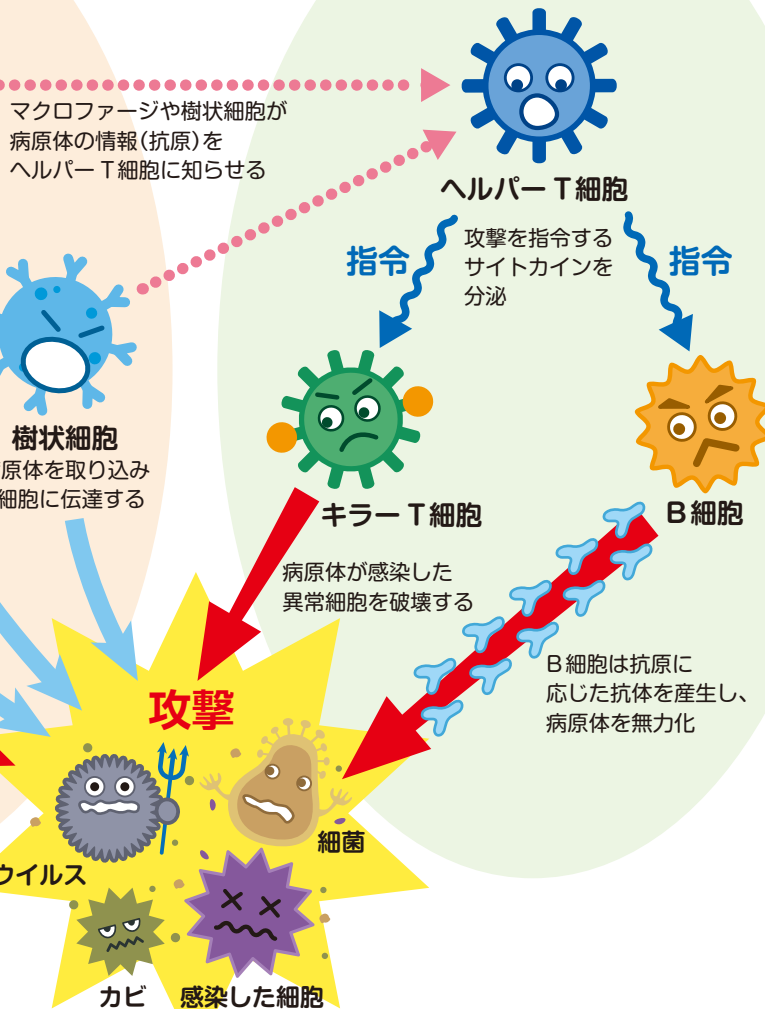 マクロファージや樹状細胞が
病原体の情報(抗原)を
ヘルパーT細胞に知らせる
ヘルパーT細胞
指令
攻撃を指令する
サイトカインを
分泌
指令
樹状細胞
原体を取り込み
細胞に伝達する
キラーT細胞
B細胞
病原体が感染した
異常細胞を破壊する
B細胞は抗原に
応じた抗体を産生し、
病原体を無力化
攻撃
細菌
ウイルス
カビ
感染した細胞